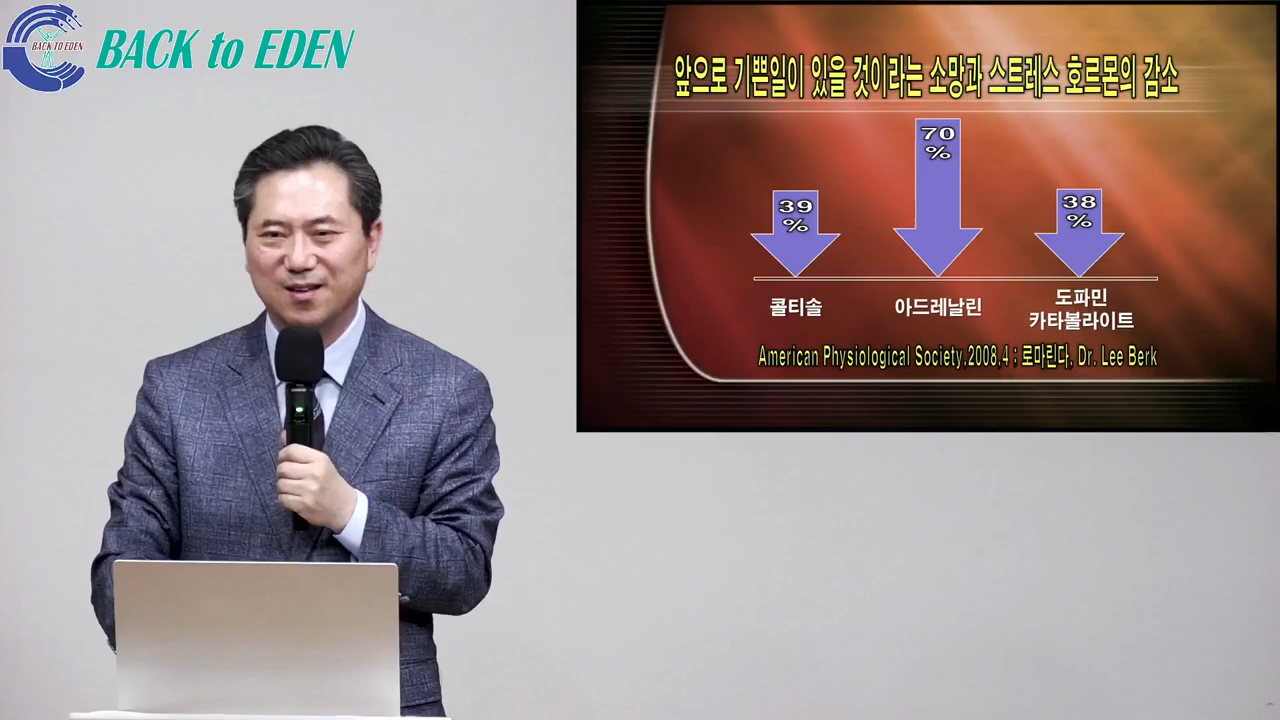 BACK TO EDEN
BACK to EDEN
앞으로 기쁜일이 있을 것이라는 소망과 스트레스 호르몬의 감소
70
%
39
%
38
%
콜티솔
아드레날린
도파민
카타볼라이트
American Physiological Society.2008,4 ; 로마린다, Dr. Lee Berk